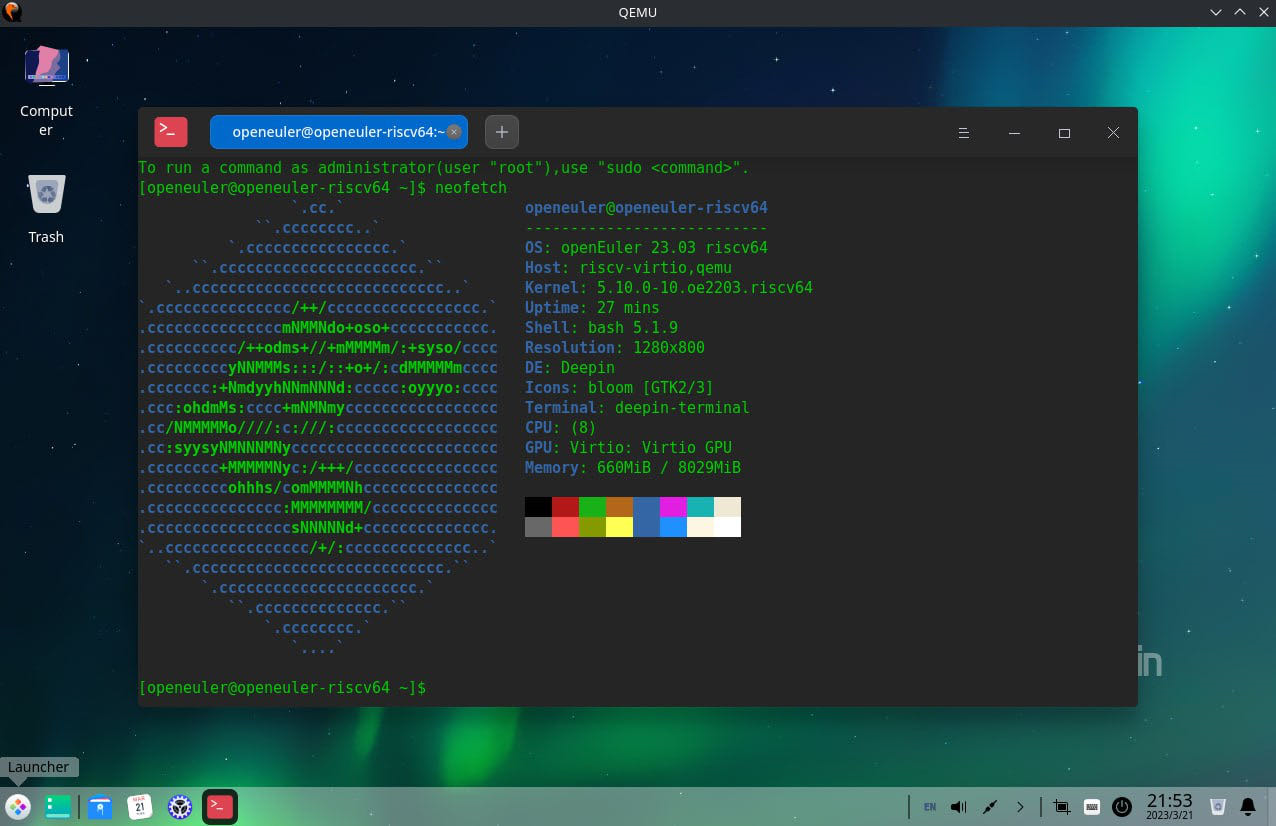 QEMU
Comput
er
Trash
openeuler@openeuler-riscv64:~
To run a command as administrator(user "root"),use "sudo <command>".
[openeuler@openeuler-riscv64 ~]$ neofetch
`.cc.`
``.cccccccc..`
`.cccccccccccccccc.`
``.cccccccccccccccccccccc.``
`..cccccccccccccccccccccccccccc..`
`.ccccccccccccccc/++/ccccccccccccccccc.`
.cccccccccccccccmNMMNdo+oso+ccccccccccc.
.cccccccccc/++odms+//+mMMMMm/:+syso/cccc
.cccccccccyNNMMMs:::/::+o+/:cdMMMMMmcccc
.ccccccc:+NmdyyhNNmNNNd:ccccc:oyyyo:cccc
.ccc:ohdmMs:cccc+mNMNmyccccccccccccccccc
.cc/NMMMMMo////:c:///:cccccccccccccccccc
.cc:syysyNMNNNMNyccccccccccccccccccccccc
.cccccccc+MMMMMNyc:/+++/cccccccccccccccc
.cccccccccohhhs/comMMMMNhccccccccccccccc
.ccccccccccccccc:MMMMMMMM/cccccccccccccc
.ccccccccccccccccsNNNNNd+cccccccccccccc.
`..cccccccccccccccc/+/:cccccccccccccc..`
``.cccccccccccccccccccccccccccc.``
`.cccccccccccccccccccccc.`
``.cccccccccccccc.``
`.cccccccc.`
`....`
openeuler@openeuler-riscv64
---------------------------
OS: openEuler 23.03 riscv64
Host: riscv-virtio,qemu
Kernel: 5.10.0-10.oe2203.riscv64
Uptime: 27 mins
Shell: bash 5.1.9
Resolution: 1280x800
DE: Deepin
Icons: bloom [GTK2/3]
Terminal: deepin-terminal
CPU: (8)
GPU: Virtio: Virtio GPU
Memory: 660MiB / 8029MiB
[openeuler@openeuler-riscv64 ~]$
in
Launcher
MAR
21
EN
21:53
2023/3/21